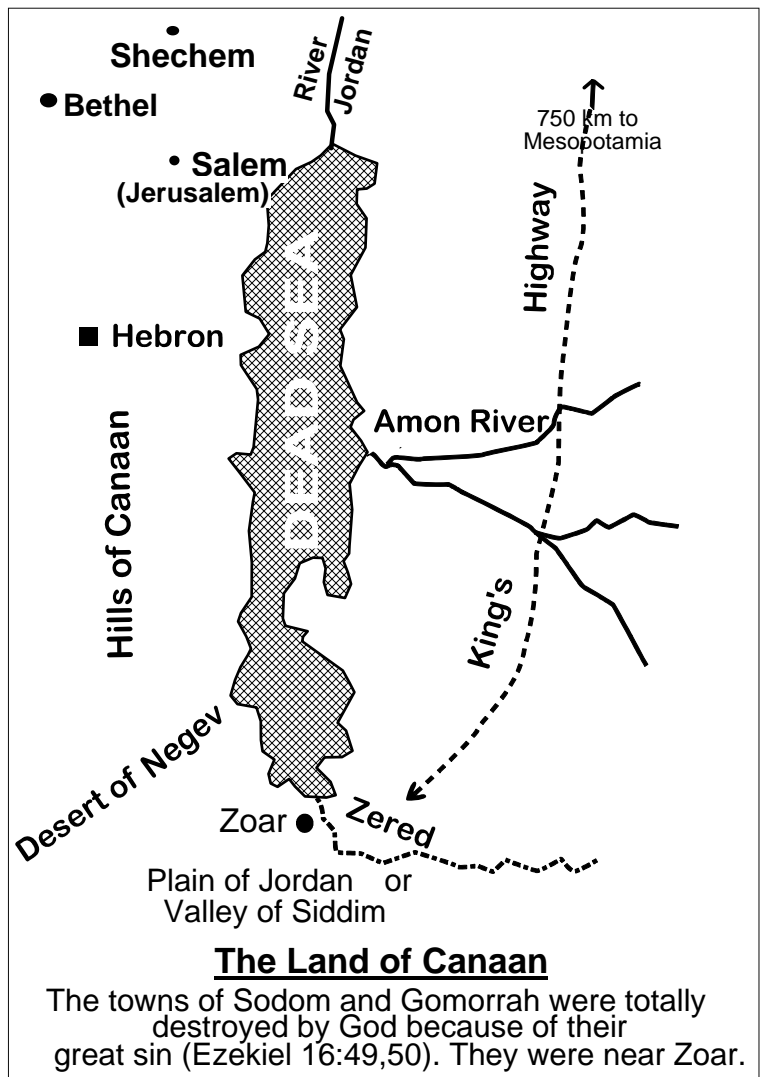 Shechem
Bethel
Salem
(Jerusalem)
River
Jordan
750 km to
Mesopotamia
Highway
DEAD SEA
Hebron
Amon River
Hills of Canaan
King's
Desert of Negev
Zoar
Zered
Plain of Jordan or
Valley of Siddim
The Land of Canaan
The towns of Sodom and Gomorrah were totally
destroyed by God because of their
great sin (Ezekiel 16:49,50). They were near Zoar.